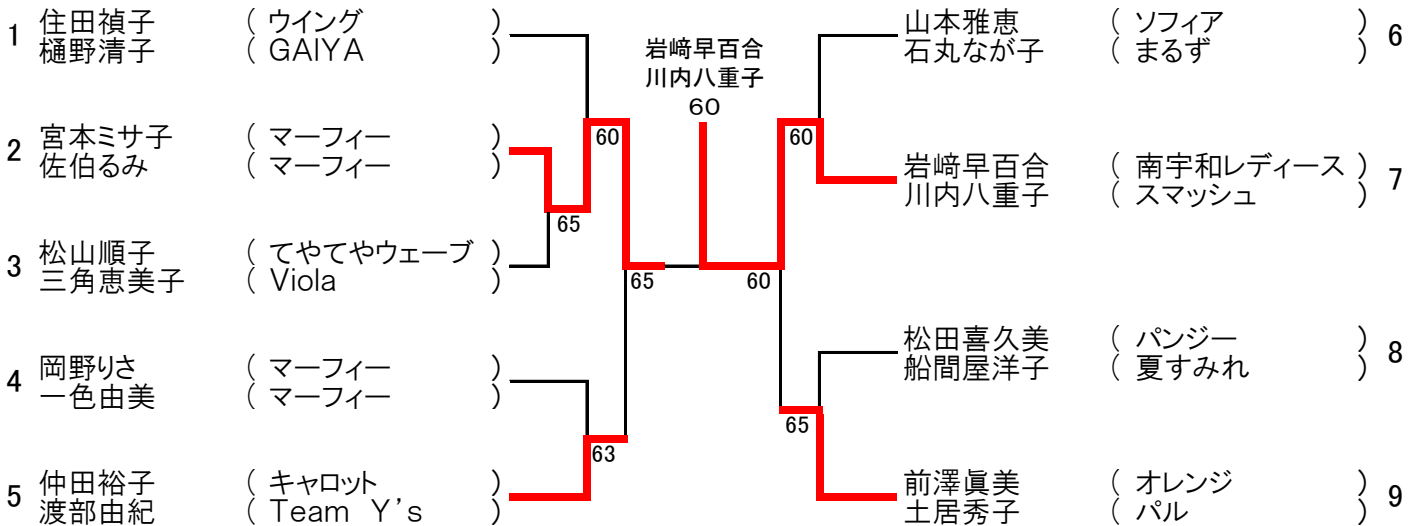 1 住田禎子 ( ウイング )
樋野清子 ( GAIYA )
2 宮本ミサ子 ( マーフィー )
佐伯るみ ( マーフィー )
3 松山順子 ( てやてやウェーブ )
三角恵美子 ( Viola )
4 岡野りさ ( マーフィー )
一色由美 ( マーフィー )
5 仲田裕子 ( キャロット )
渡部由紀 ( Team Y's )
60
65
65
63
岩﨑早百合
川内八重子
60
60
60
65
山本雅恵 ( ソフィア ) 6
石丸なが子 ( まるず )
岩﨑早百合 ( 南宇和レディース ) 7
川内八重子 ( スマッシュ )
松田喜久美 ( パンジー ) 8
船間屋洋子 ( 夏すみれ )
前澤眞美 ( オレンジ ) 9
土居秀子 ( パル )